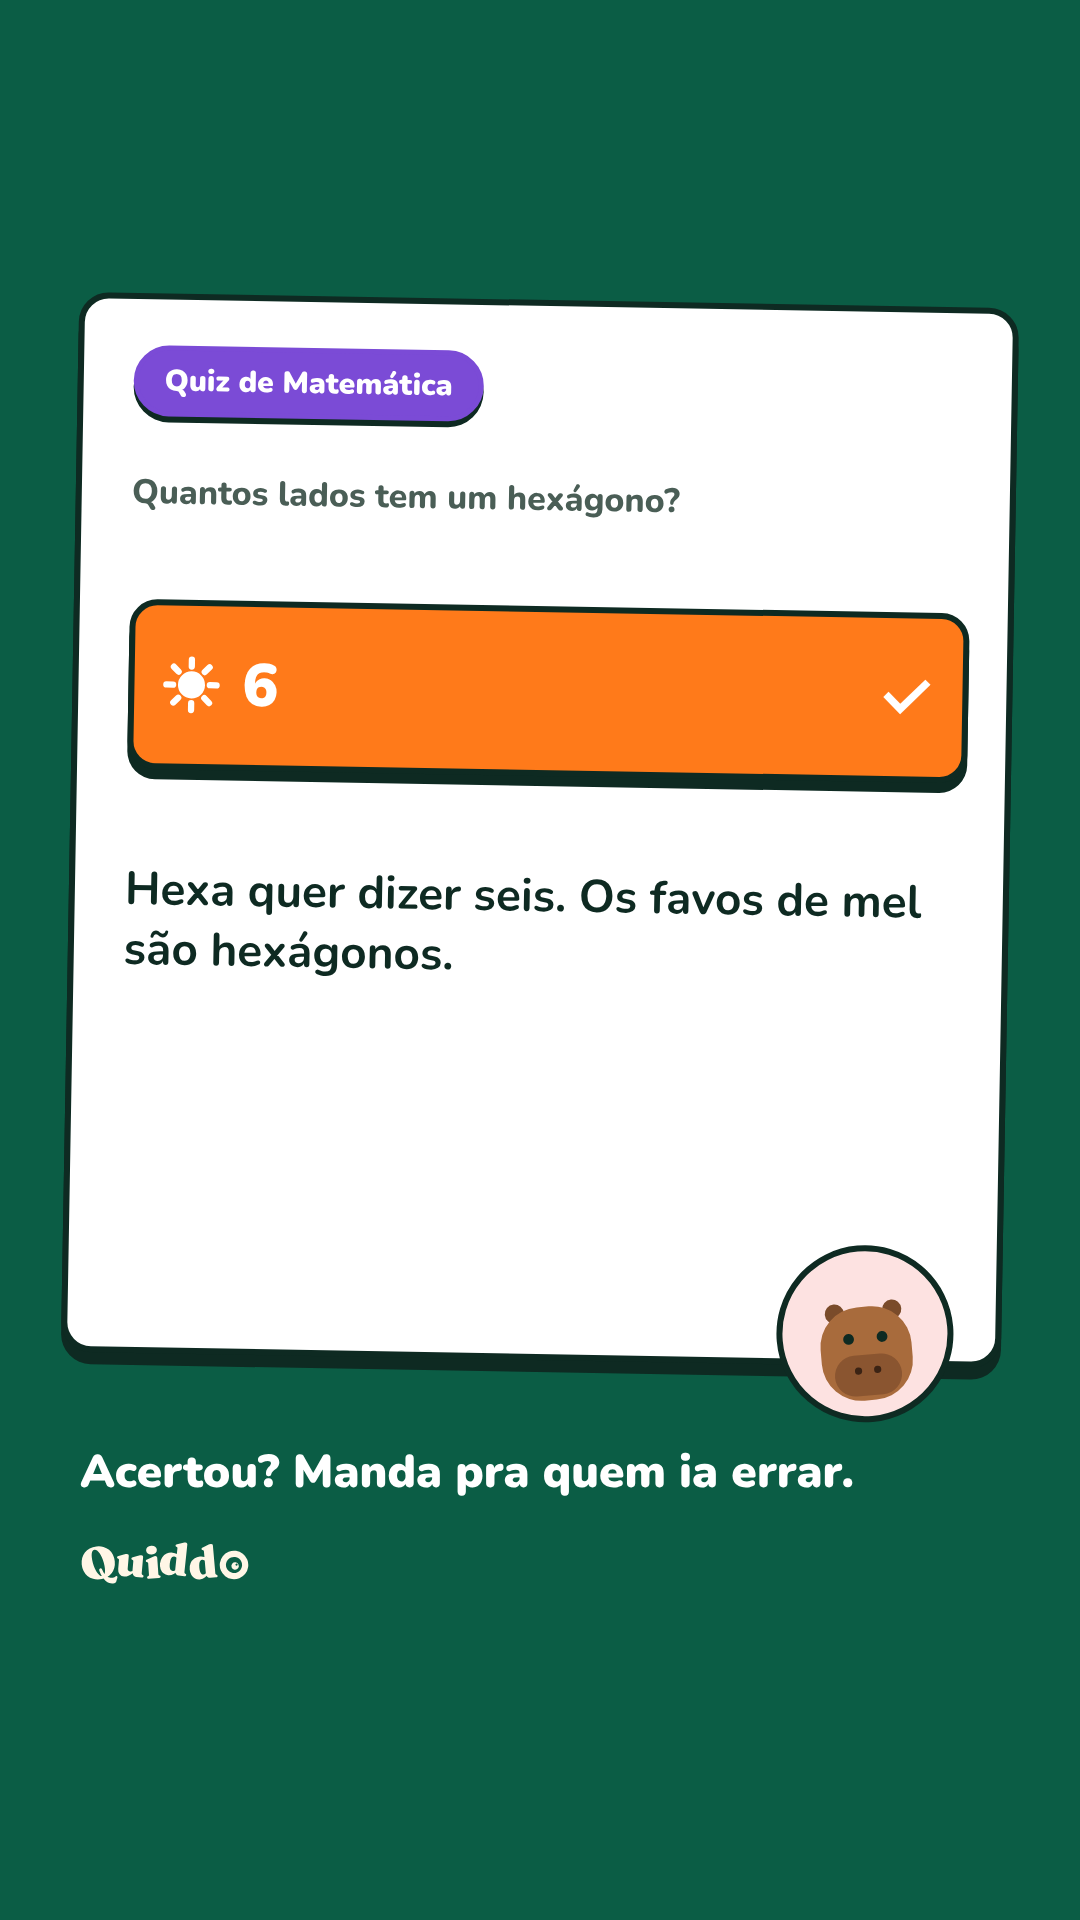 Quiz de Matemática
Quantos lados tem um hexágono?
6
Hexa quer dizer seis. Os favos de mel
são hexágonos.
Acertou? Manda pra quem ia errar.
Quiddo